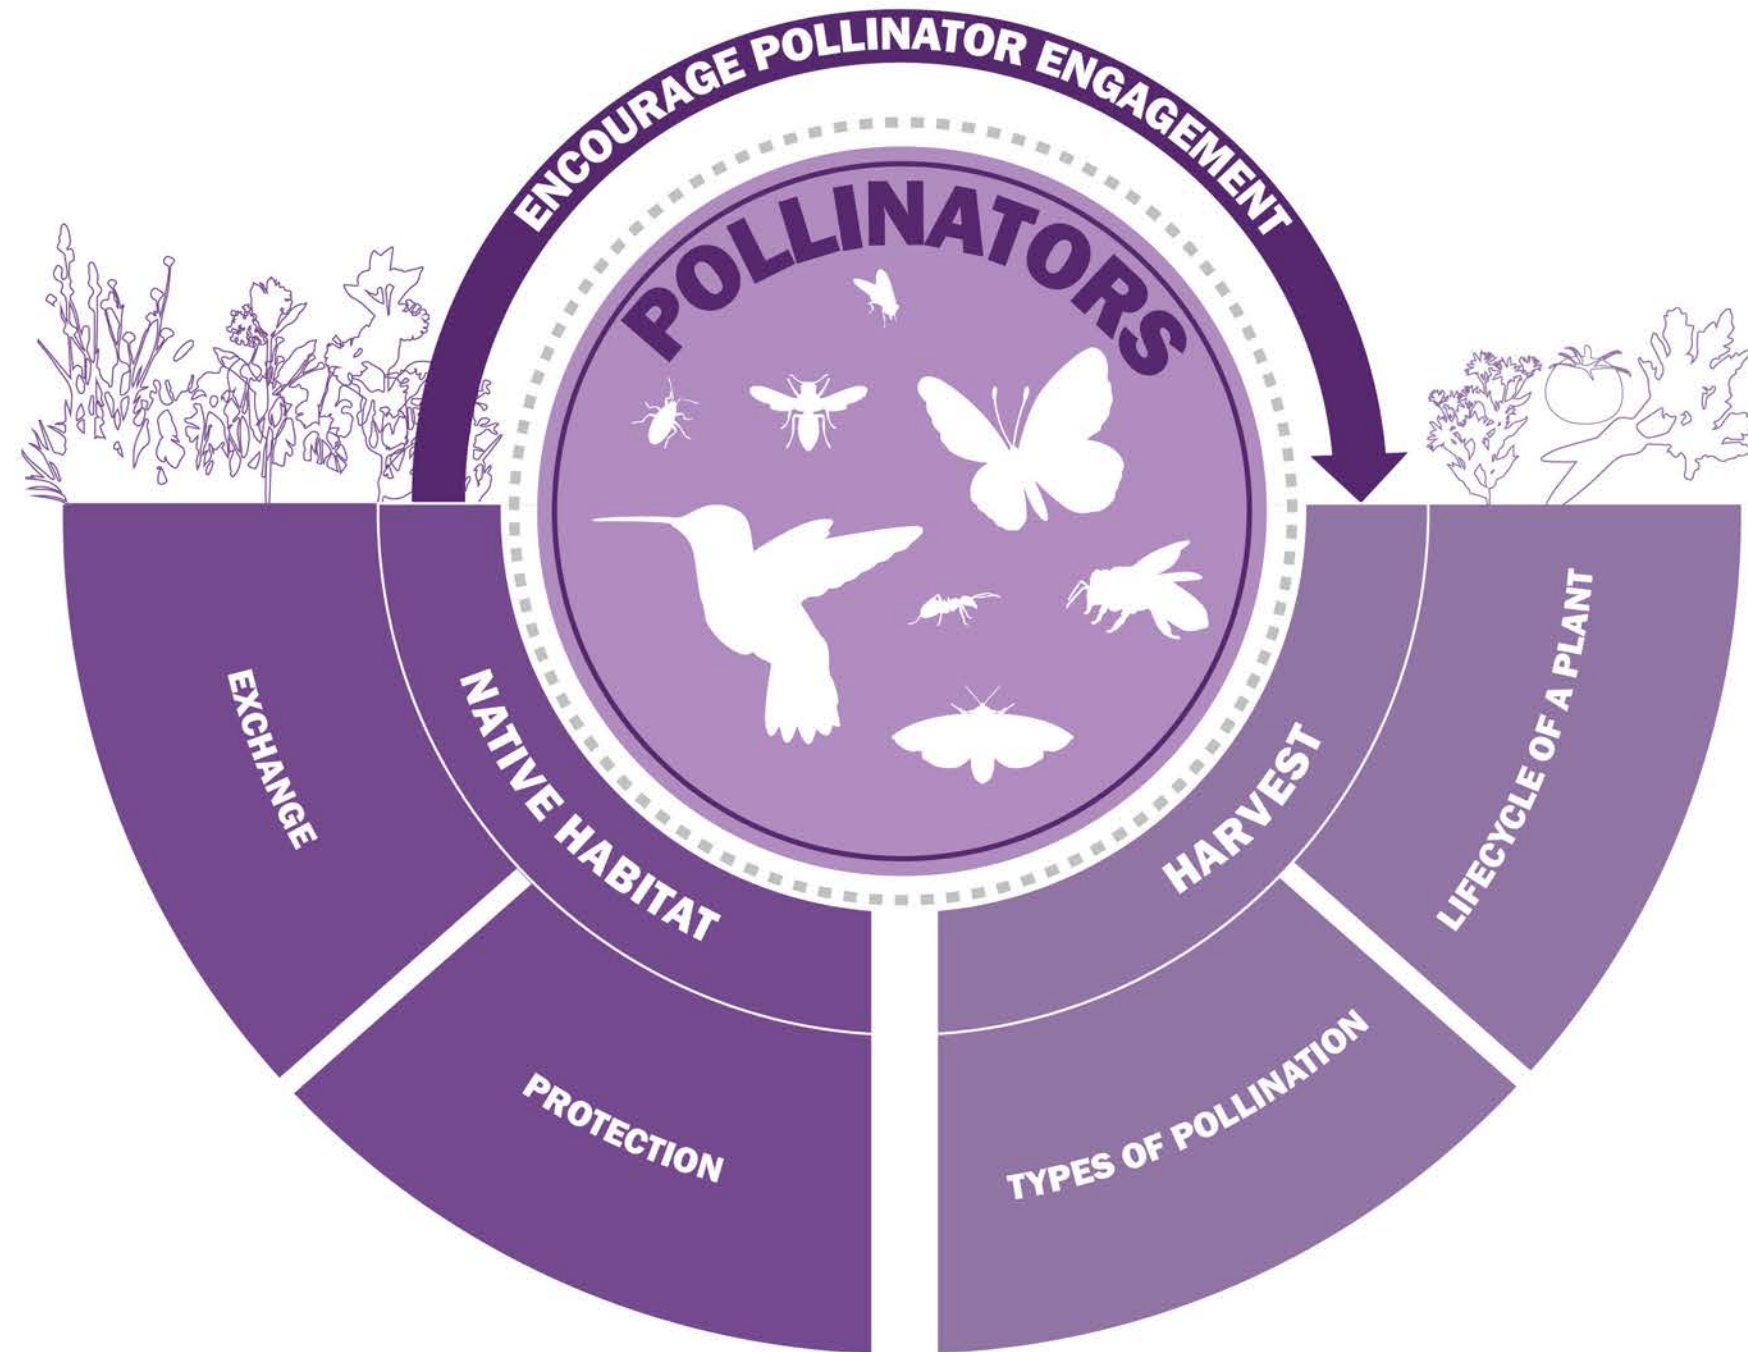 ENCOURAGE POLLINATOR ENGAGEMENT
POLLINATORS
EXCHANGE
NATIVE HABITAT
PROTECTION
HARVEST
LIFECYCLE OF A PLANT
TYPES OF POLLINATION